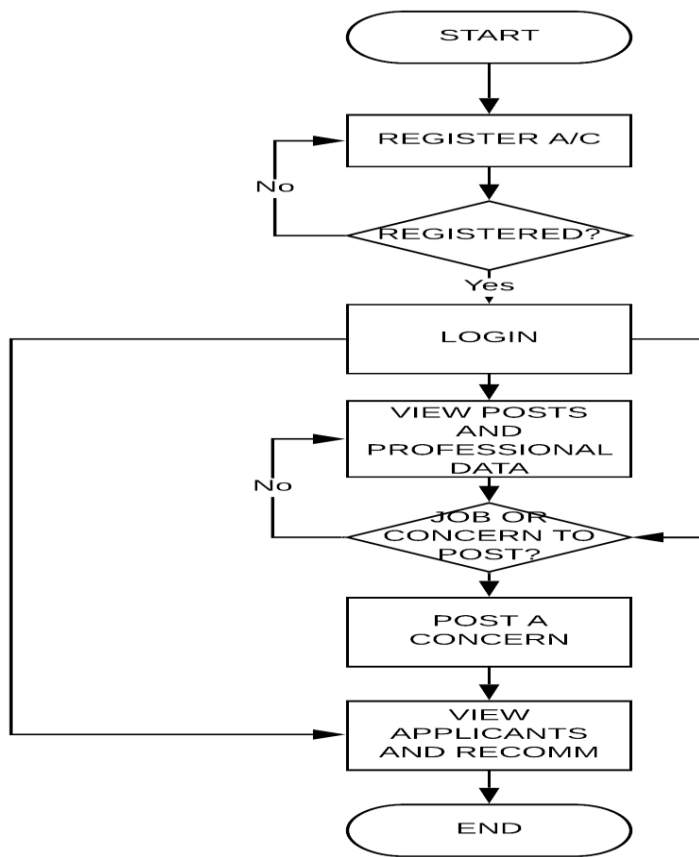 START
REGISTER A/C
No
REGISTERED?
Yes
LOGIN
VIEW POSTS
AND
PROFESSIONAL
DATA
No
JOB OR
CONCERN TO
POST?
POST A
CONCERN
VIEW
APPLICANTS
AND RECOMM
END